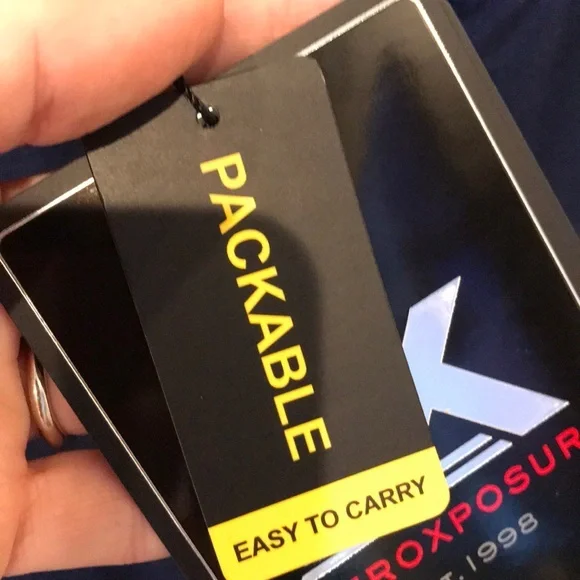 PACKABLE
EASY TO CARRY
ROXPOSUR
1998